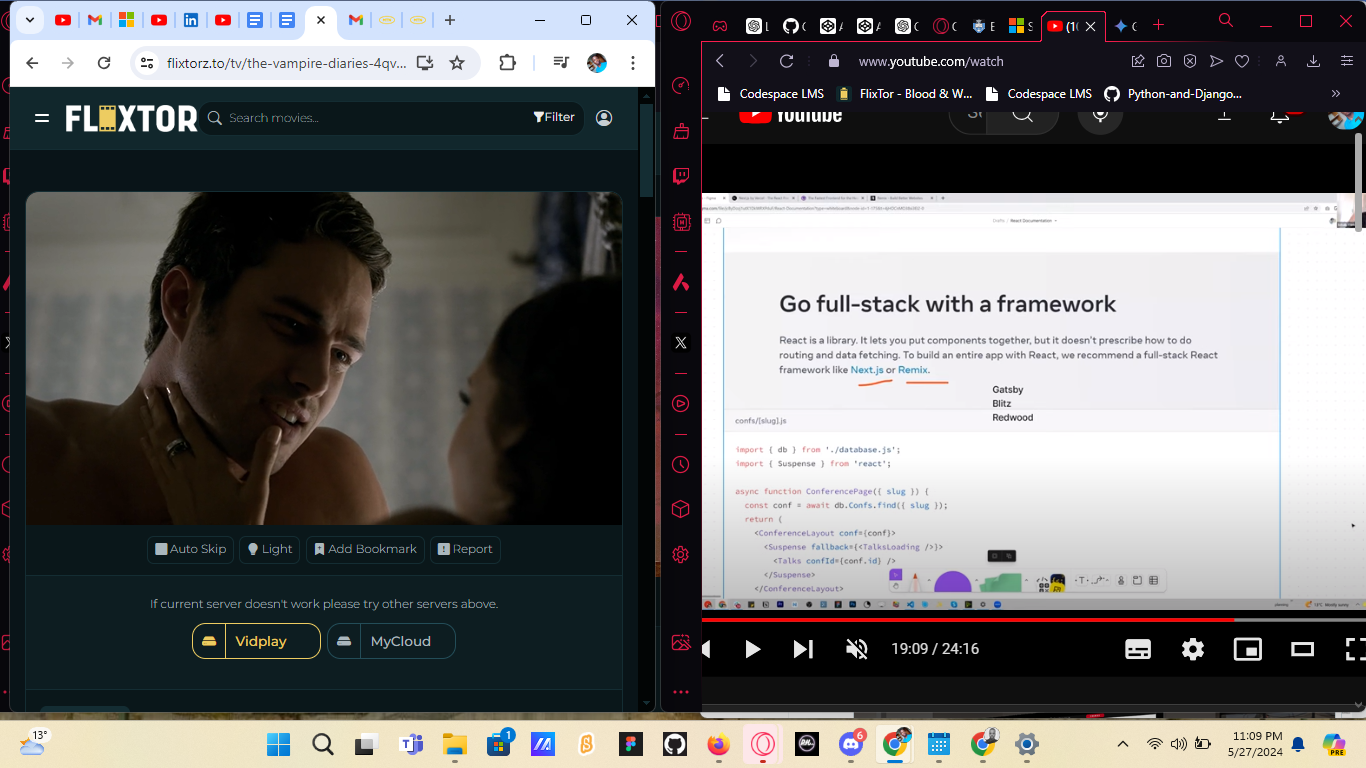 flixtorz.to/tv/the-vampire-diaries-4qv...
FLIXTOR
Search movies...
Filter
Auto Skip
Light
Add Bookmark
Report
If current server doesn't work please try other servers above.
Vidplay
MyCloud
www.youtube.com/watch
Codespace LMS
FlixTor - Blood & W...
Codespace LMS
Python-and-Django...
YouTube
React Documentation
Go full-stack with a framework
React is a library. It lets you put components together, but it doesn't prescribe how to do
routing and data fetching. To build an entire app with React, we recommend a full-stack React
framework like Next.js or Remix.
Gatsby
Blitz
Redwood
confs/[slug].js
import { db } from './database.js';
import { Suspense } from 'react';
async function ConferencePage({ slug }) {
const conf = await db.Confs.find({ slug });
return (
<ConferenceLayout conf={conf}>
<Suspense fallback={<TalksLoading />}>
<Talks confId={conf.id} />
</Suspense>
</ConferenceLayout>
19:09 / 24:16
13°
1
6
11:09 PM
5/27/2024
PRE